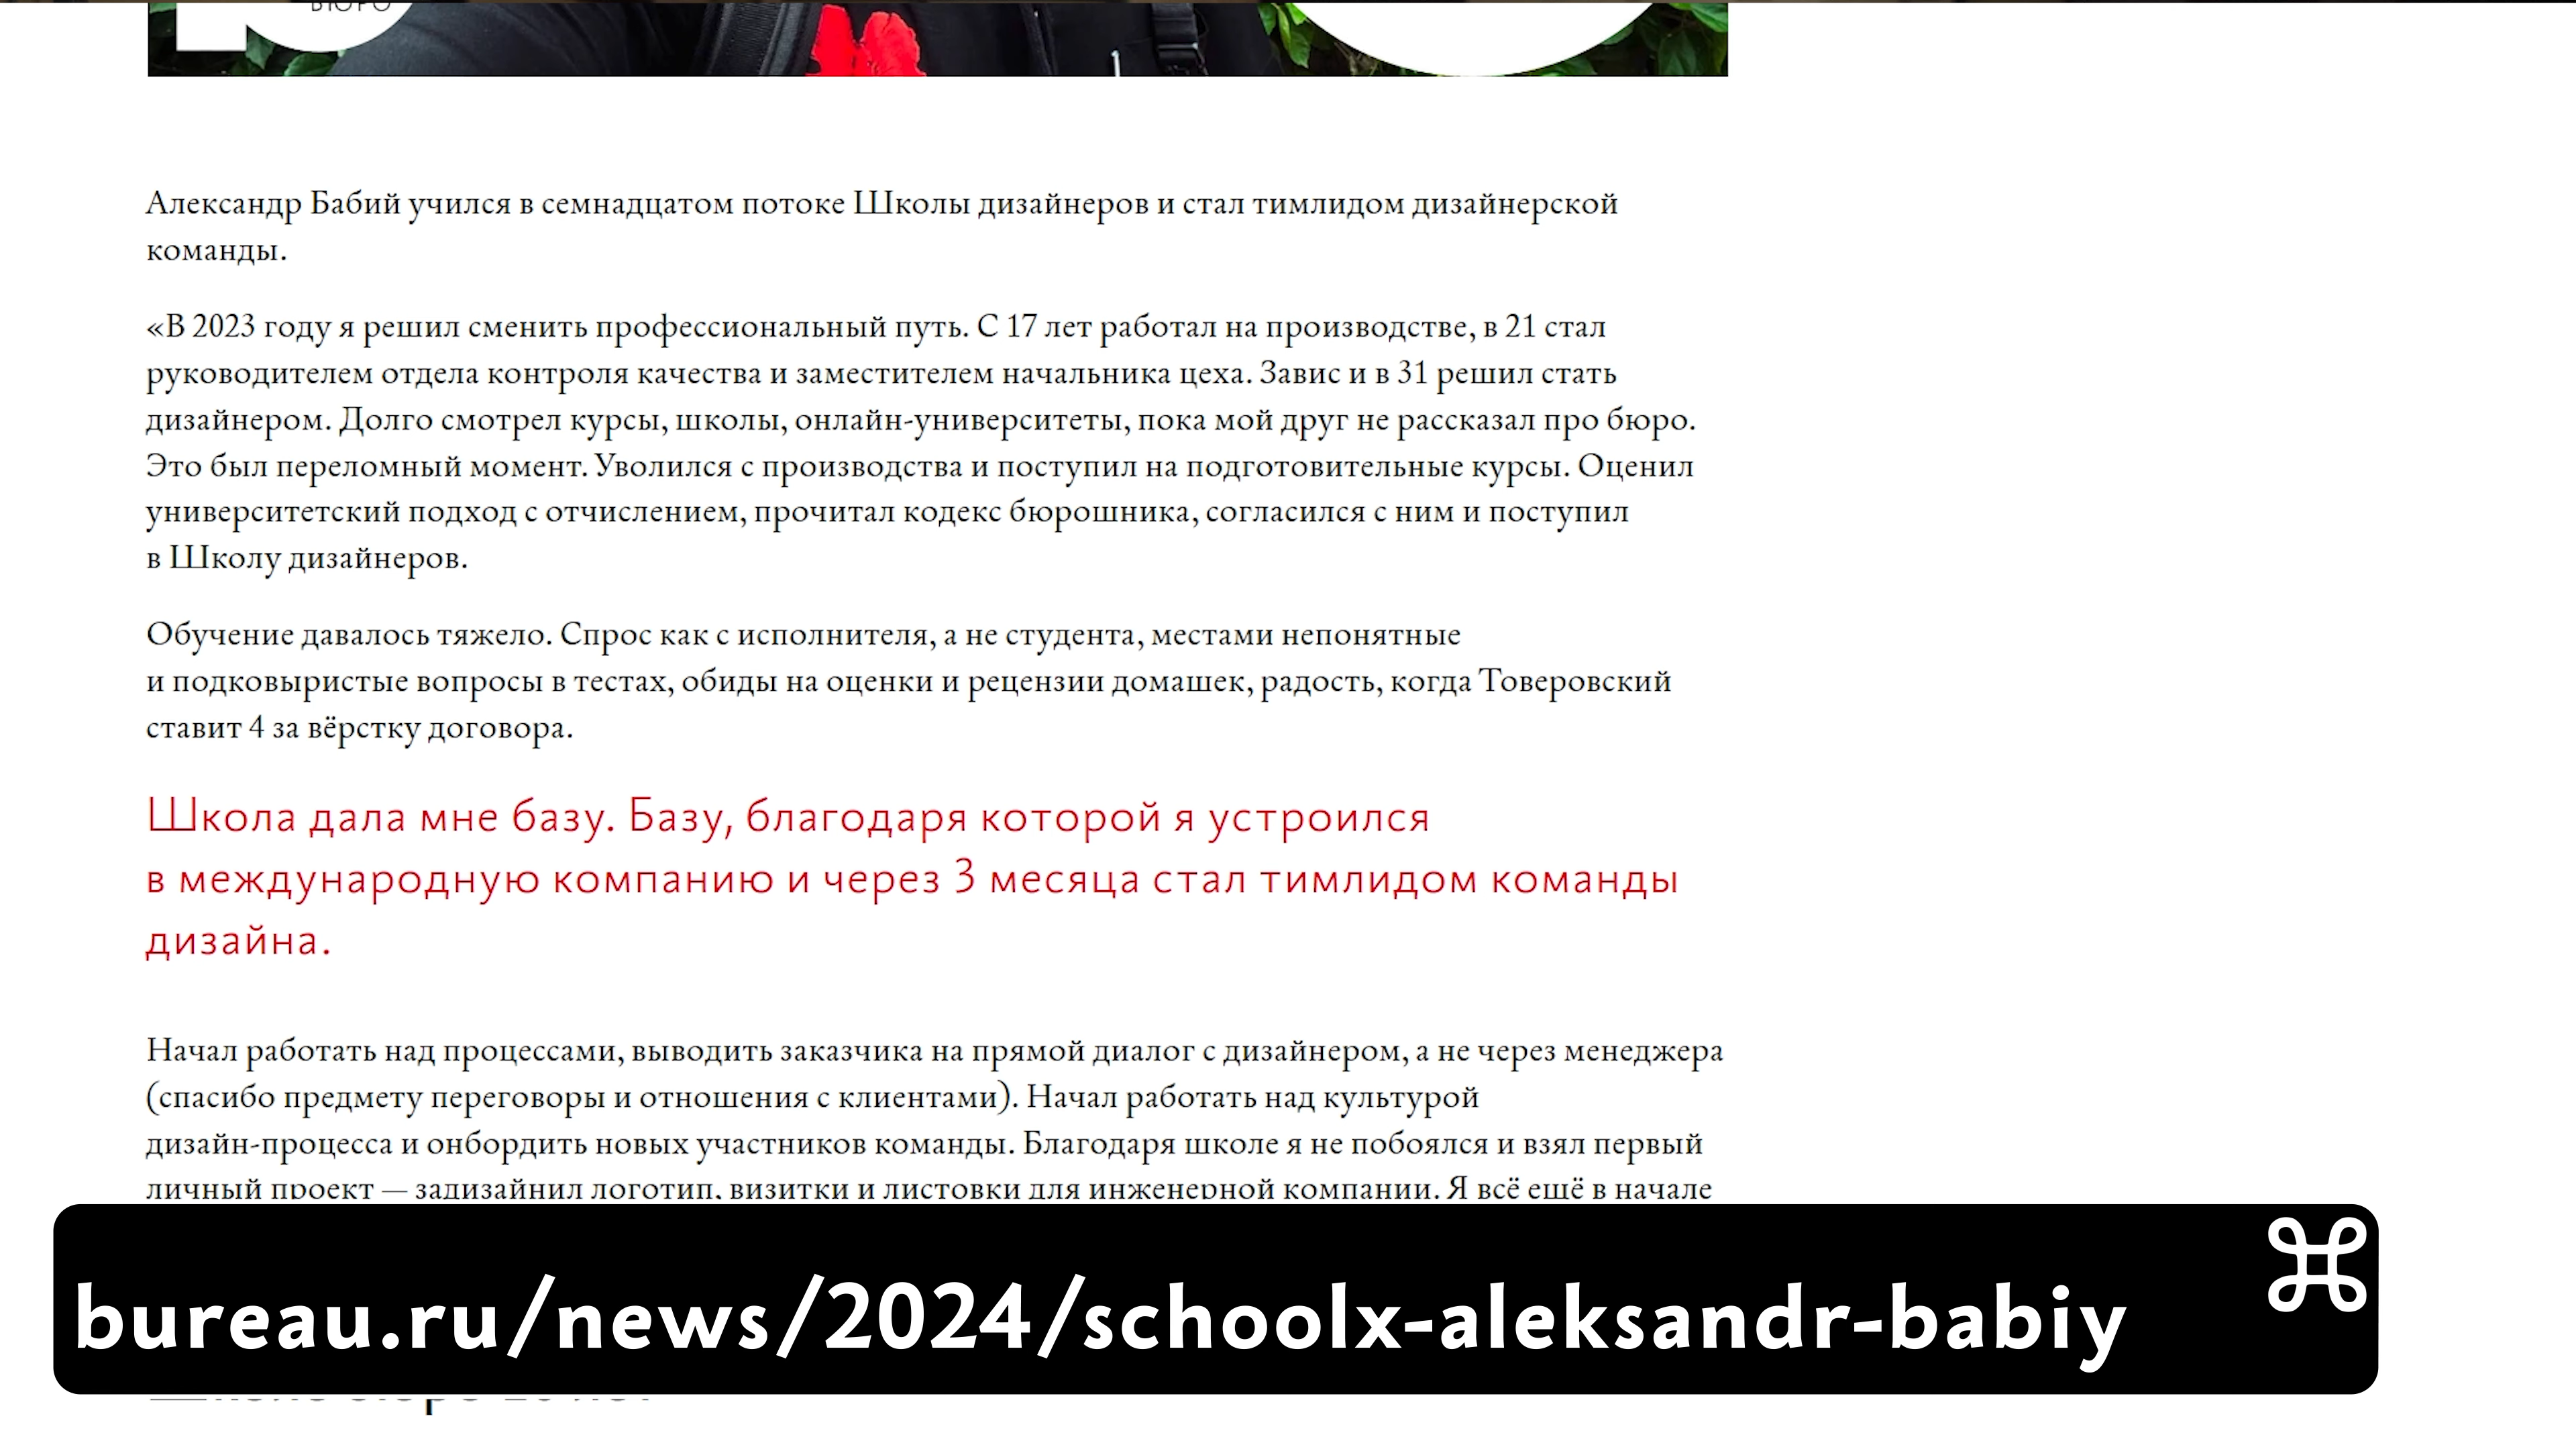 БЮРО
Александр Бабий учился в семнадцатом потоке Школы дизайнеров и стал тимлидом дизайнерской
команды.
«В 2023 году я решил сменить профессиональный путь. С 17 лет работал на производстве, в 21 стал
руководителем отдела контроля качества и заместителем начальника цеха. Завис и в 31 решил стать
дизайнером. Долго смотрел курсы, школы, онлайн-университеты, пока мой друг не рассказал про бюро.
Это был переломный момент. Уволился с производства и поступил на подготовительные курсы. Оценил
университетский подход с отчислением, прочитал кодекс бюрошника, согласился с ним и поступил
в Школу дизайнеров.
Обучение давалось тяжело. Спрос как с исполнителя, а не студента, местами непонятные
и подковыристые вопросы в тестах, обиды на оценки и рецензии домашек, радость, когда Товеровский
ставит 4 за вёрстку договора.
Школа дала мне базу. Базу, благодаря которой я устроился
в международную компанию и через 3 месяца стал тимлидом команды
дизайна.
Начал работать над процессами, выводить заказчика на прямой диалог с дизайнером, а не через менеджера
(спасибо предмету переговоры и отношения с клиентами). Начал работать над культурой
дизайн-процесса и онбордить новых участников команды. Благодаря школе я не побоялся и взял первый
личный проект — задизайнил логотип, визитки и листовки для инженерной компании. Я всё ещё в начале
bureau.ru/news/2024/schoolx-aleksandr-babiy ⌘